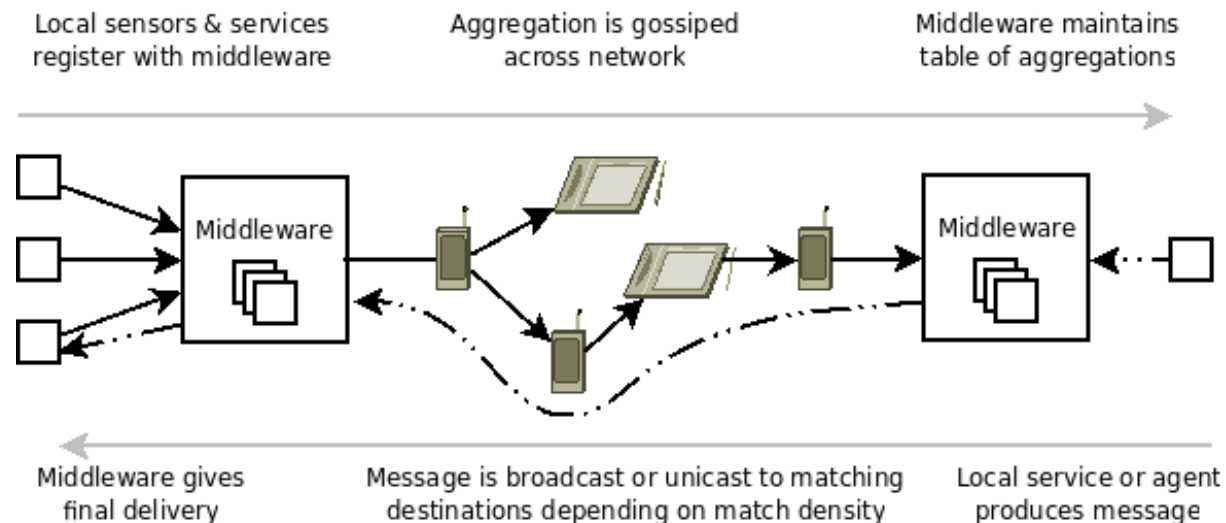 Local sensors & services
register with middleware
Aggregation is gossiped
across network
Middleware maintains
table of aggregations
Middleware
Middleware
Middleware gives
final delivery
Message is broadcast or unicast to matching
destinations depending on match density
Local service or agent
produces message